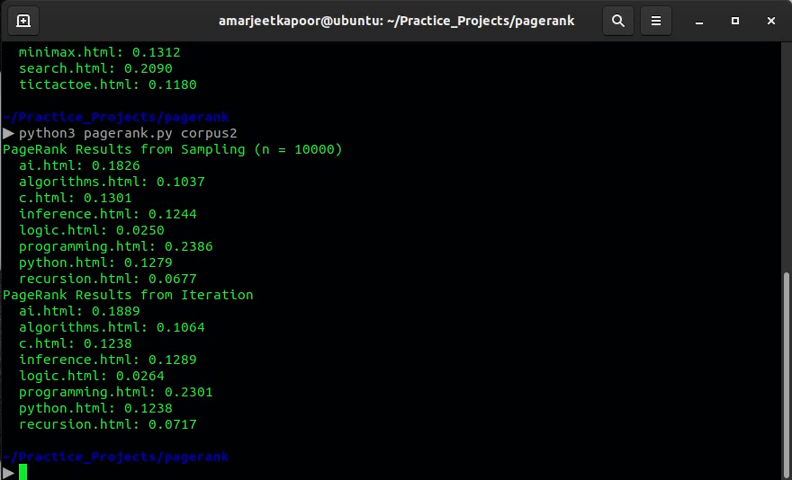 amarjeetkapoor@ubuntu: ~/Practice_Projects/pagerank
minimax.html: 0.1312
search.html: 0.2090
tictactoe.html: 0.1180
~/Practice_Projects/pagerank
▶ python3 pagerank.py corpus2
PageRank Results from Sampling (n = 10000)
ai.html: 0.1826
algorithms.html: 0.1037
c.html: 0.1301
inference.html: 0.1244
logic.html: 0.0250
programming.html: 0.2386
python.html: 0.1279
recursion.html: 0.0677
PageRank Results from Iteration
ai.html: 0.1889
algorithms.html: 0.1064
c.html: 0.1238
inference.html: 0.1289
logic.html: 0.0264
programming.html: 0.2301
python.html: 0.1238
recursion.html: 0.0717
~/Practice_Projects/pagerank
▶